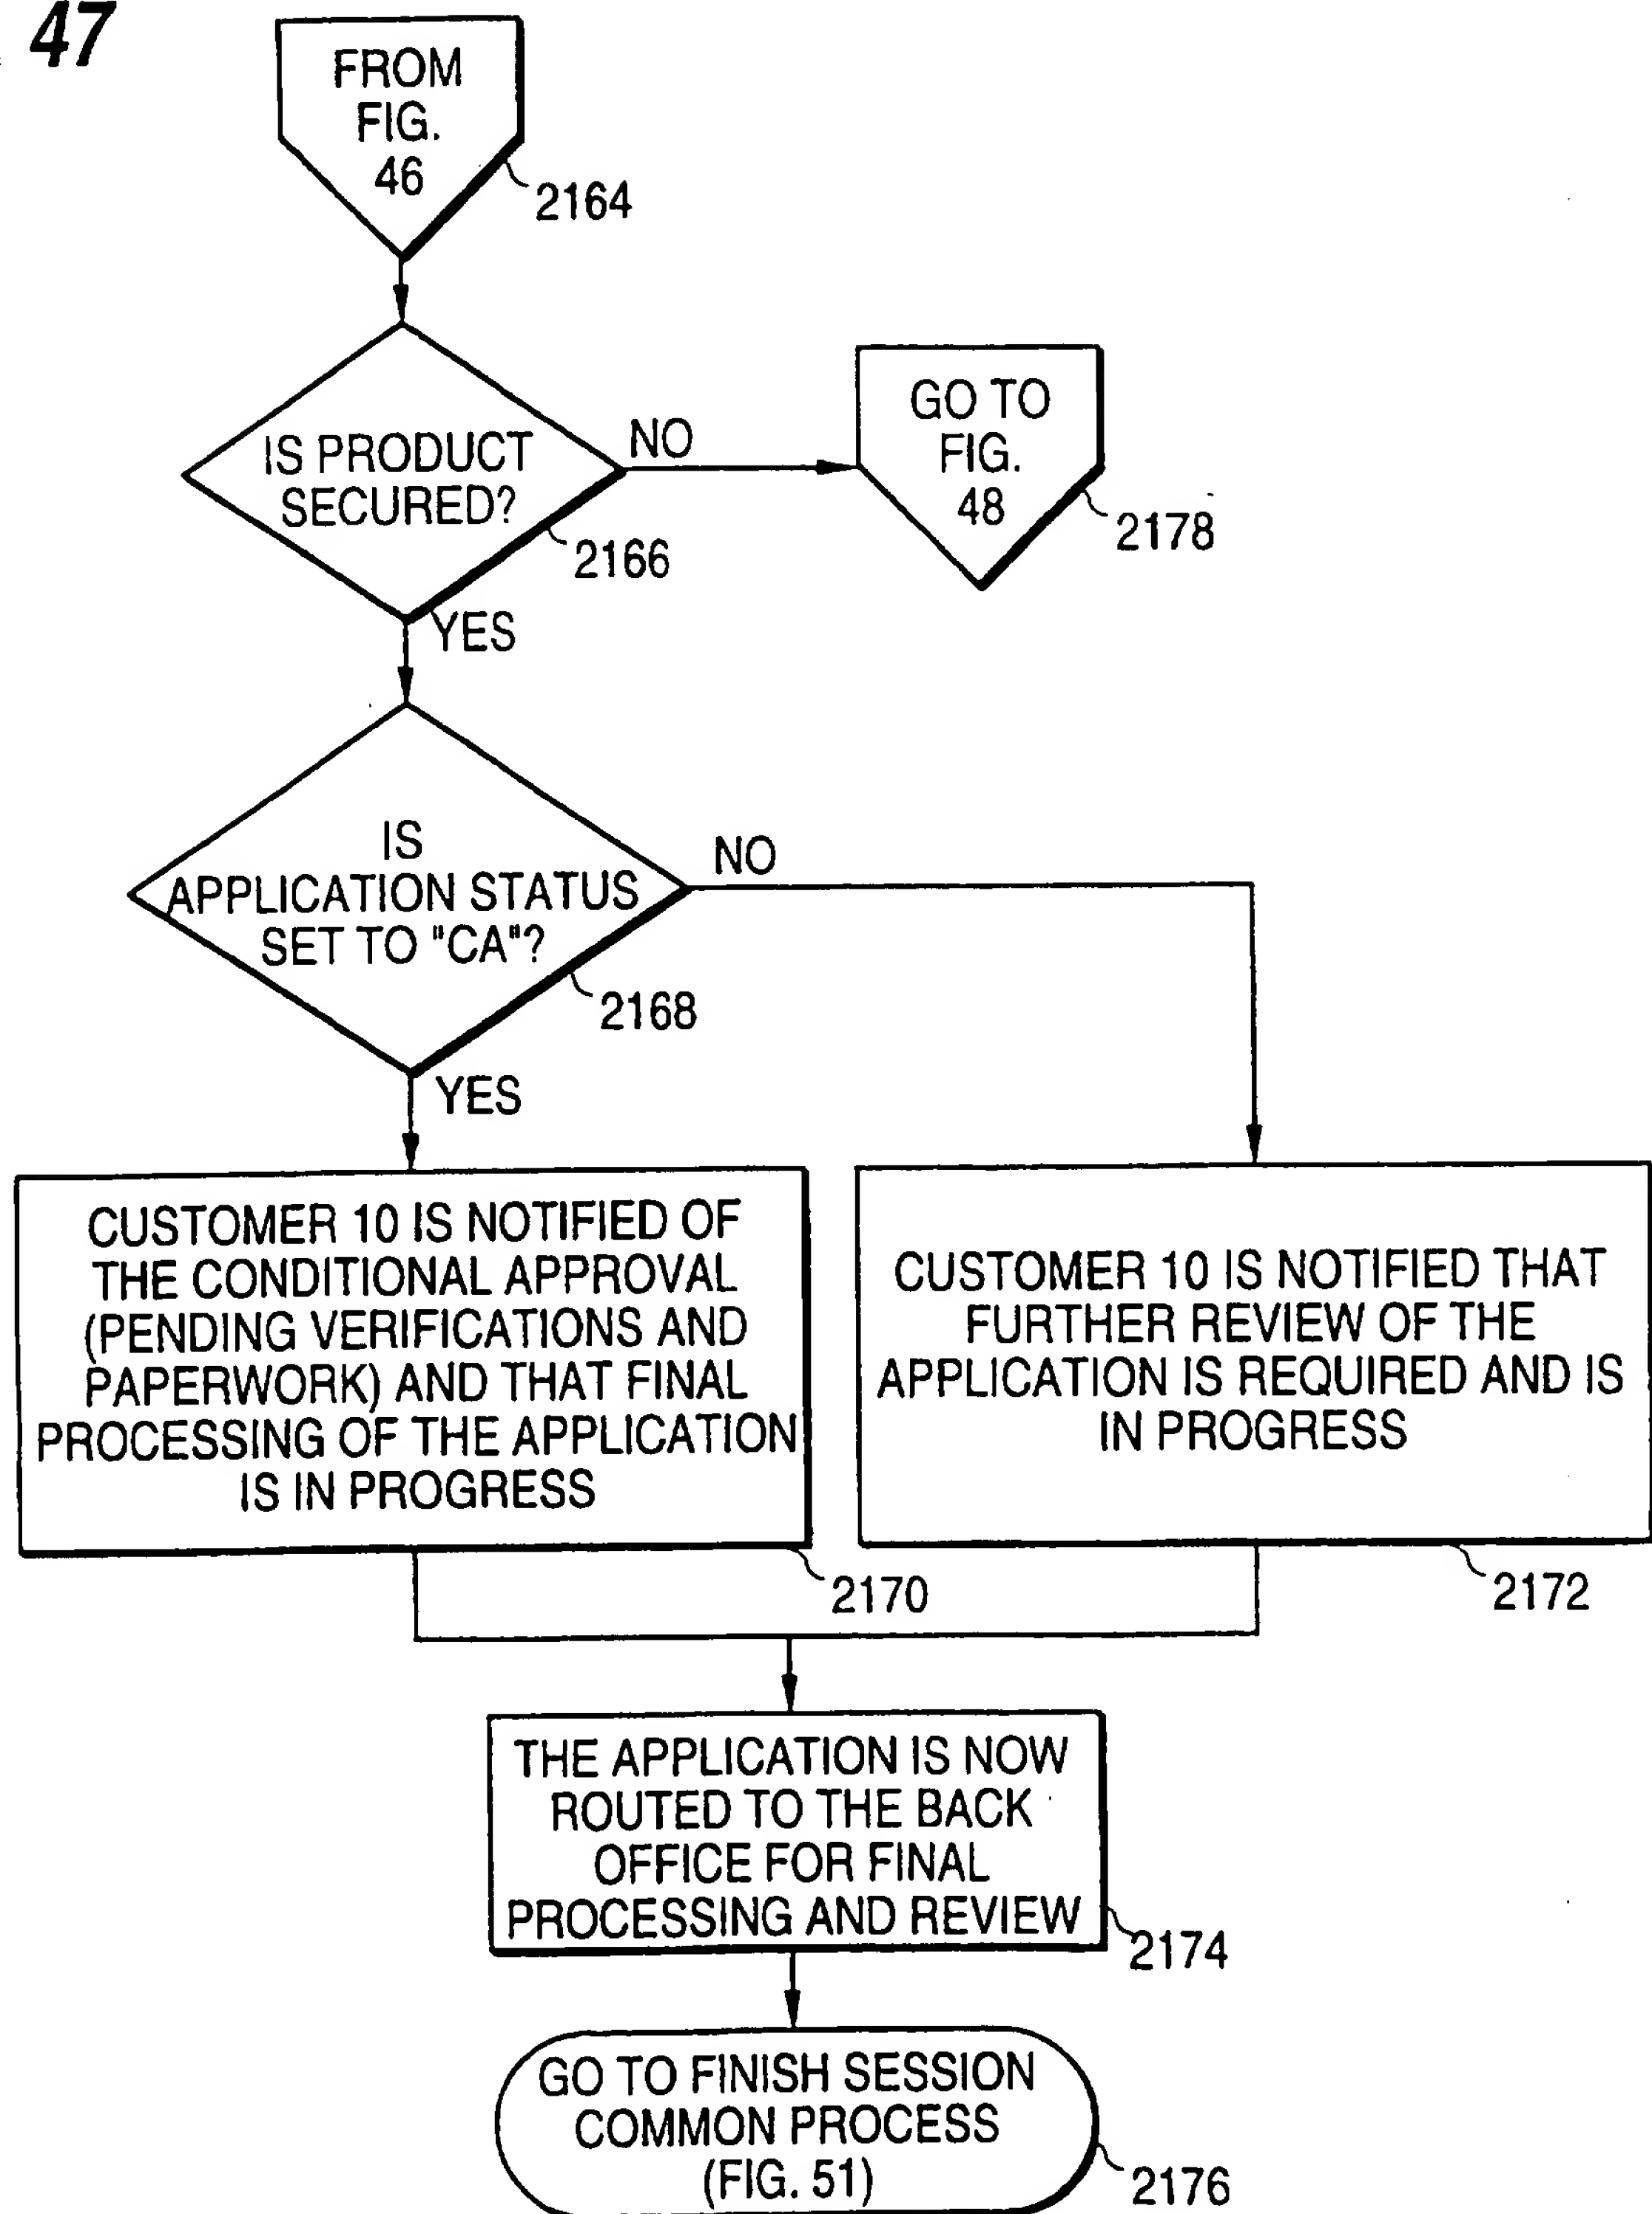 47
FROM
FIG.
46
2164
IS PRODUCT
SECURED?
NO
2166
YES
GO TO
FIG.
48
2178
IS
APPLICATION STATUS
SET TO "CA"?
NO
2168
YES
CUSTOMER 10 IS NOTIFIED OF
THE CONDITIONAL APPROVAL
(PENDING VERIFICATIONS AND
PAPERWORK) AND THAT FINAL
PROCESSING OF THE APPLICATION
IS IN PROGRESS
2170
CUSTOMER 10 IS NOTIFIED THAT
FURTHER REVIEW OF THE
APPLICATION IS REQUIRED AND IS
IN PROGRESS
2172
THE APPLICATION IS NOW
ROUTED TO THE BACK
OFFICE FOR FINAL
PROCESSING AND REVIEW
2174
GO TO FINISH SESSION
COMMON PROCESS
(FIG. 51)
2176